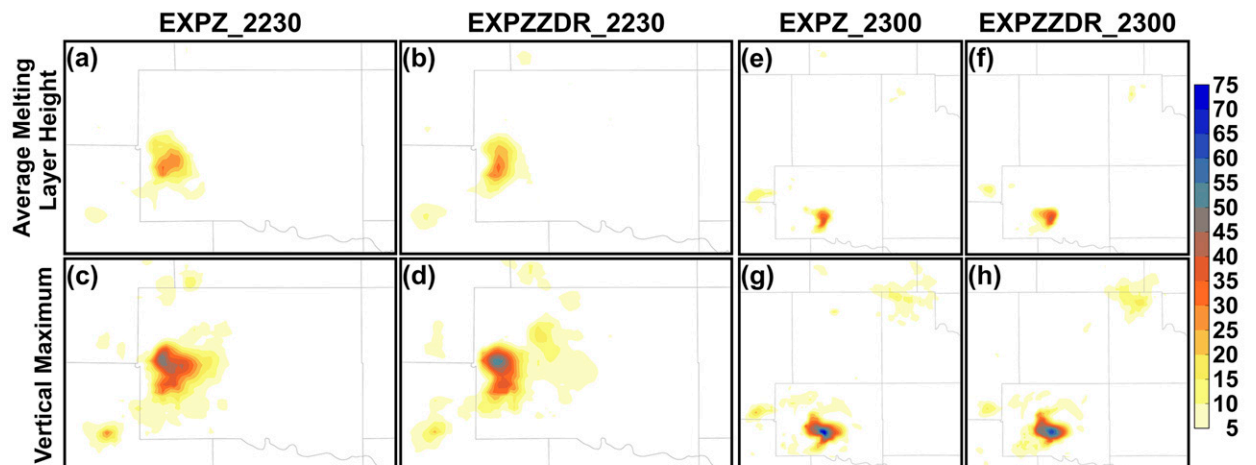 EXPZ_2230 EXPZZDR_2230 EXPZ_2300 EXPZZDR_2300
Average Melting
Layer Height
(a) (b) (e) (f)
Vertical Maximum
(c) (d) (g) (h)
75
70
65
60
55
50
45
40
35
30
25
20
15
10
5